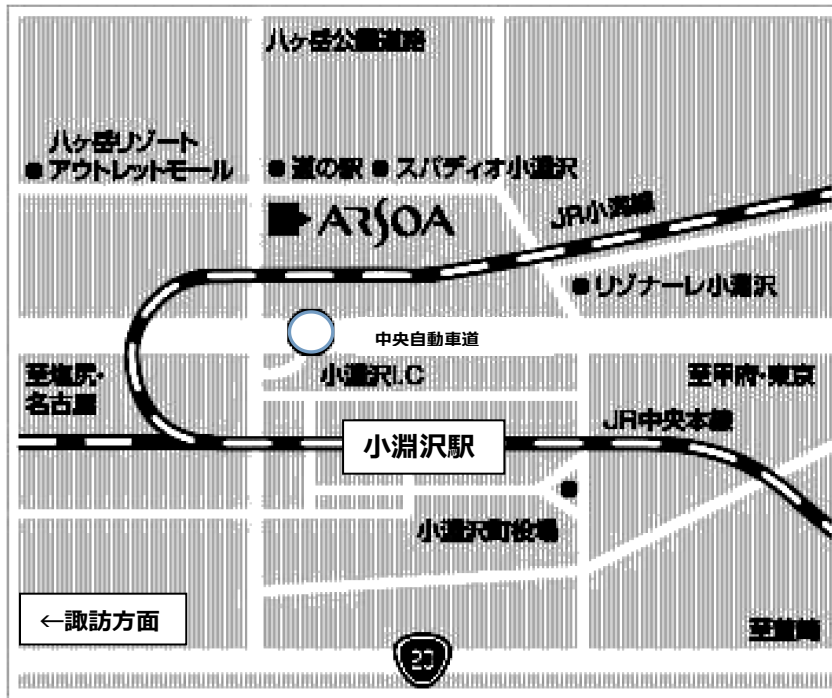 八ヶ岳公園道路
八ヶ岳リゾート
アウトレットモール
道の駅
スパティオ小淵沢
ARSOA
JR小海線
リゾナーレ小淵沢
中央自動車道
小淵沢I.C
至塩尻・
名古屋
至甲府・東京
JR中央本線
小淵沢駅
小淵沢町役場
←諏訪方面
至韮崎